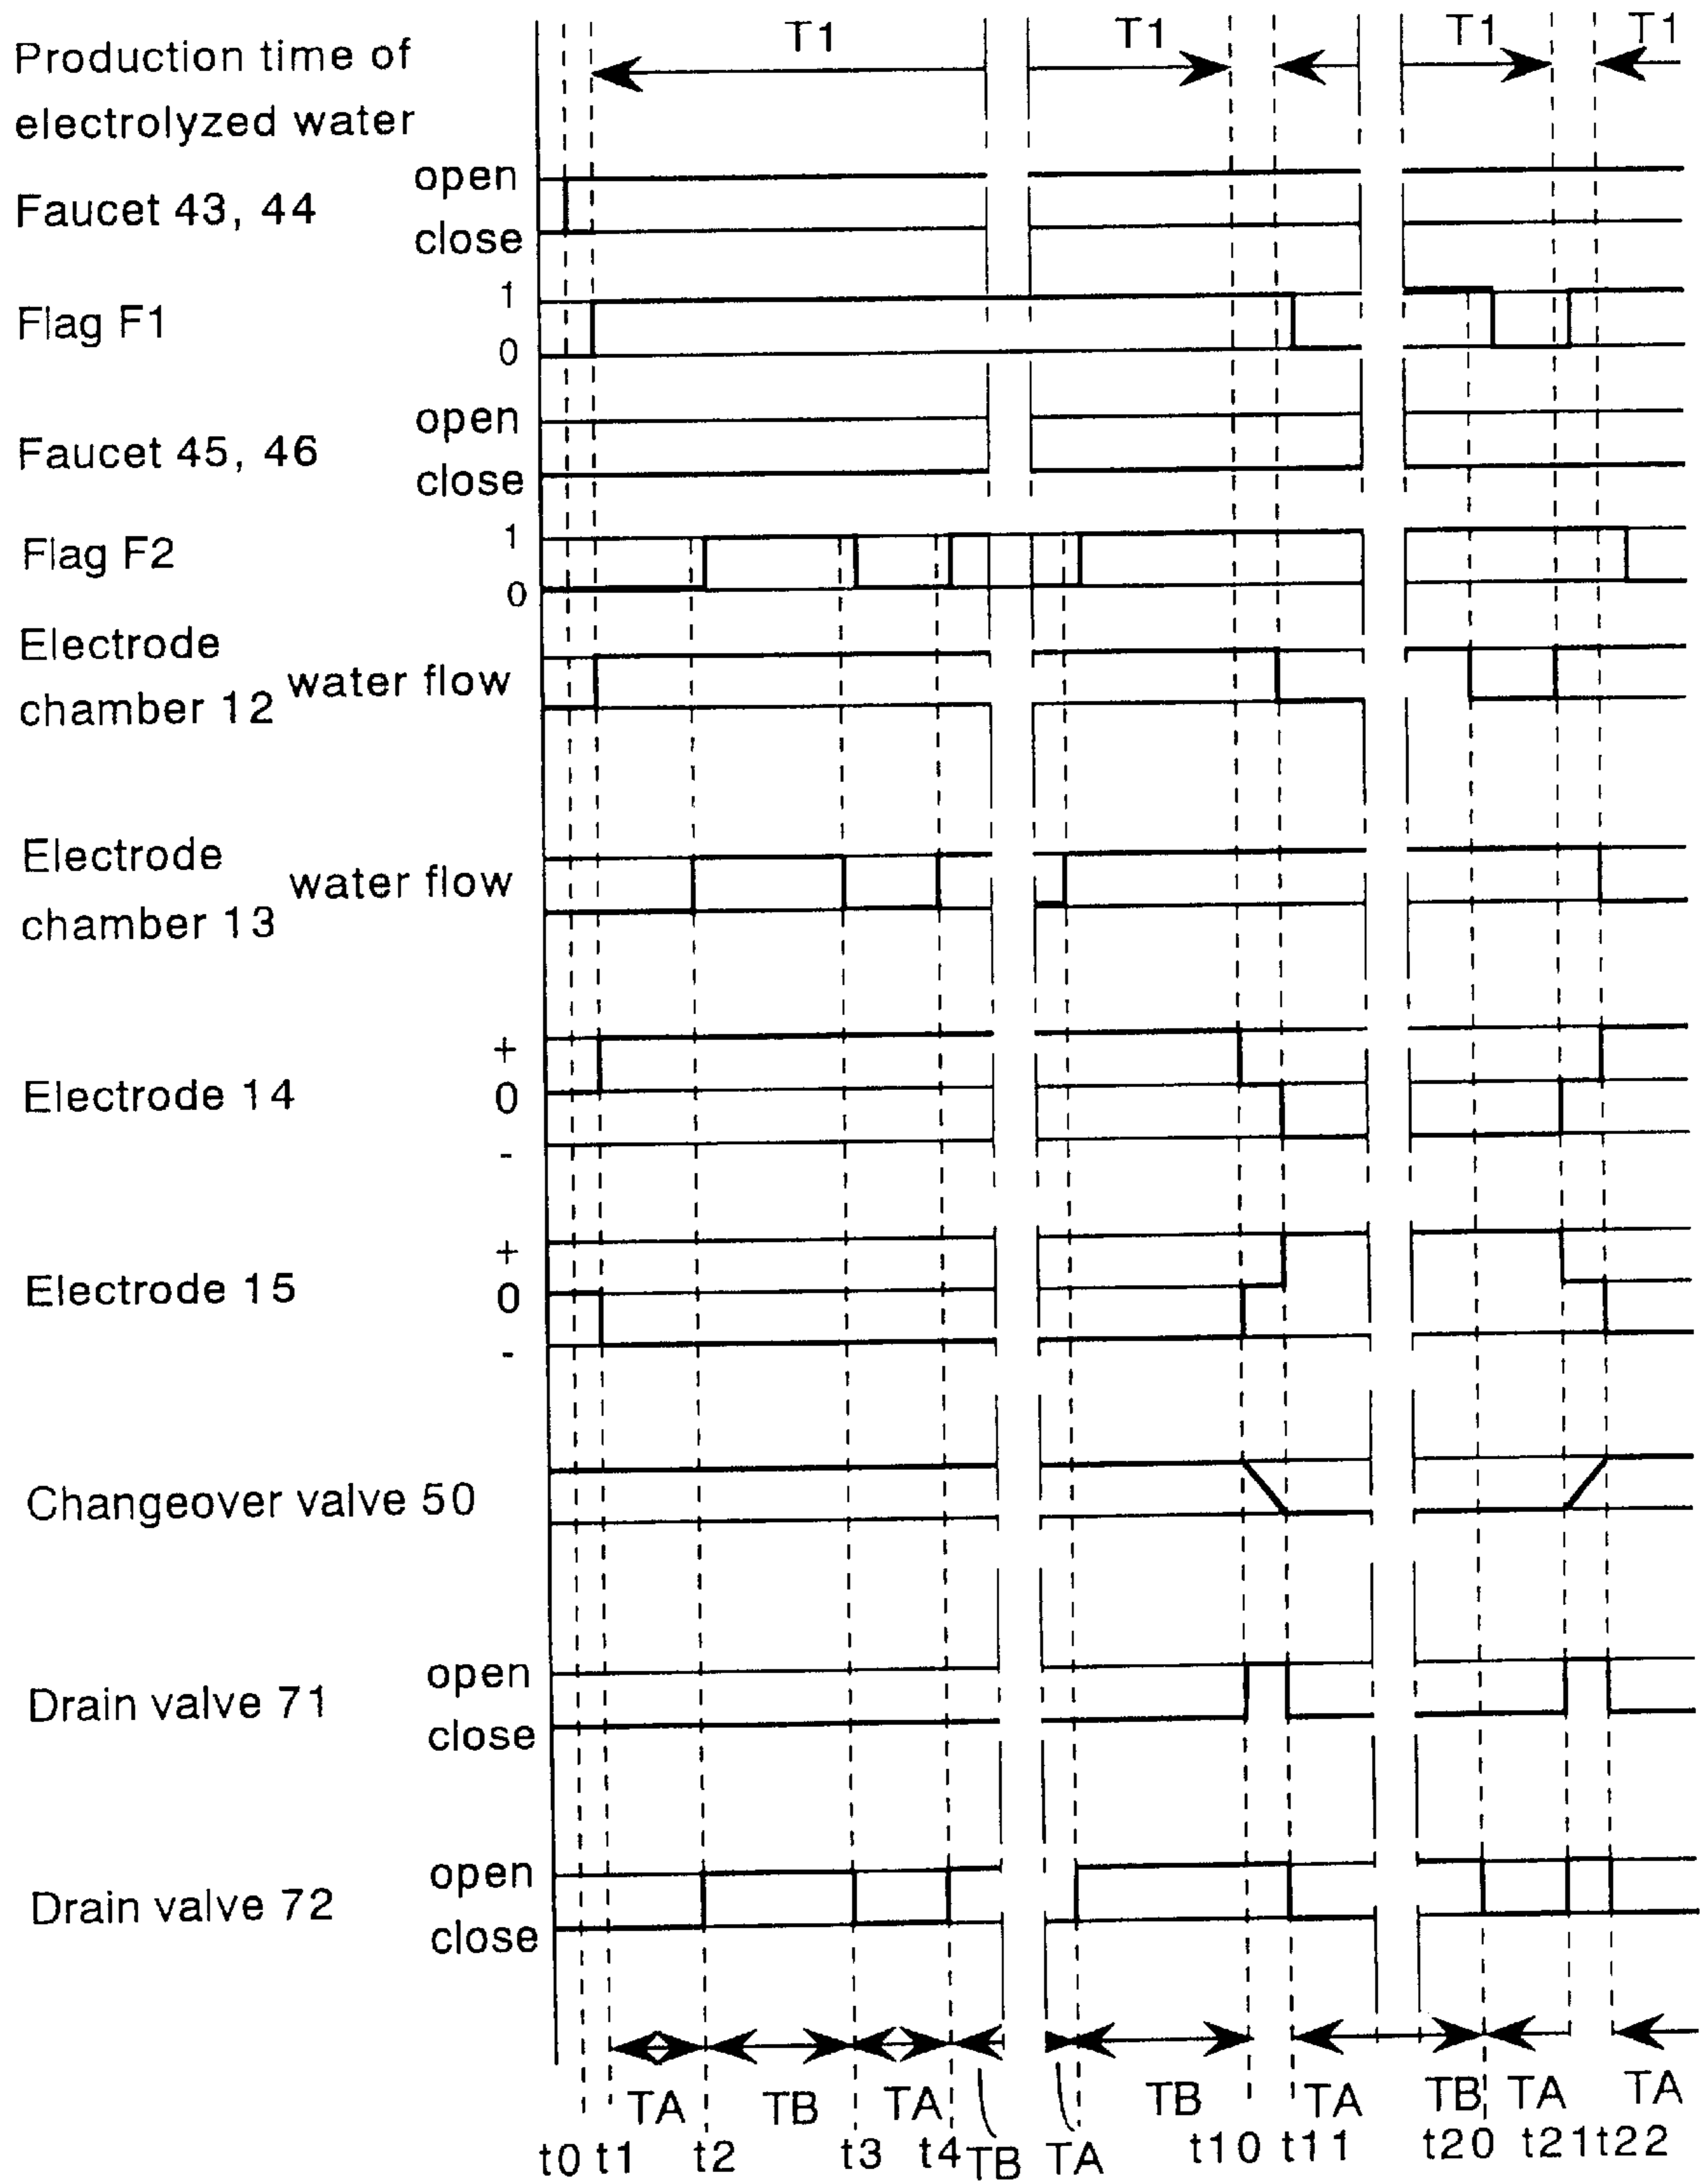 T1 T1 T1 T1
Production time of
electrolyzed water
open
Faucet 43, 44
close
1
Flag F1
0
open
Faucet 45, 46
close
1
Flag F2
0
Electrode
chamber 12 water flow
Electrode
chamber 13 water flow
+
Electrode 14 0
-
+
Electrode 15 0
-
Changeover valve 50
open
Drain valve 71
close
open
Drain valve 72
close
TA TB TA TB TA TB TA TB TA TA
t0 t1 t2 t3 t4 t10 t11 t20 t21 t22